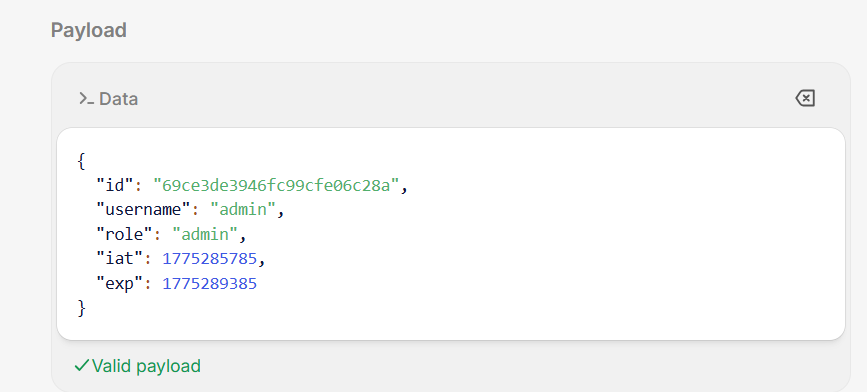 Payload
>_ Data
{
  "id": "69ce3de3946fc99cfe06c28a",
  "username": "admin",
  "role": "admin",
  "iat": 1775285785,
  "exp": 1775289385
}
Valid payload